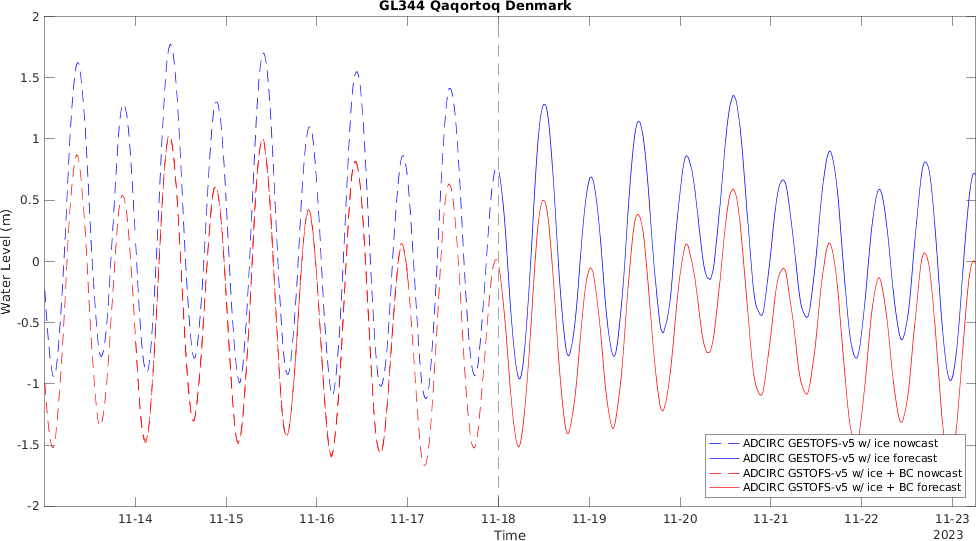 GL344 Qaqortoq Denmark
Water Level (m)
2
1.5
1
0.5
0
-0.5
-1
-1.5
-2
ADCIRC GESTOFS-v5 w/ ice nowcast
ADCIRC GESTOFS-v5 w/ ice forecast
ADCIRC GSTOFS-v5 w/ ice + BC nowcast
ADCIRC GSTOFS-v5 w/ ice + BC forecast
11-14 11-15 11-16 11-17 11-18 11-19 11-20 11-21 11-22 11-23
Time
2023